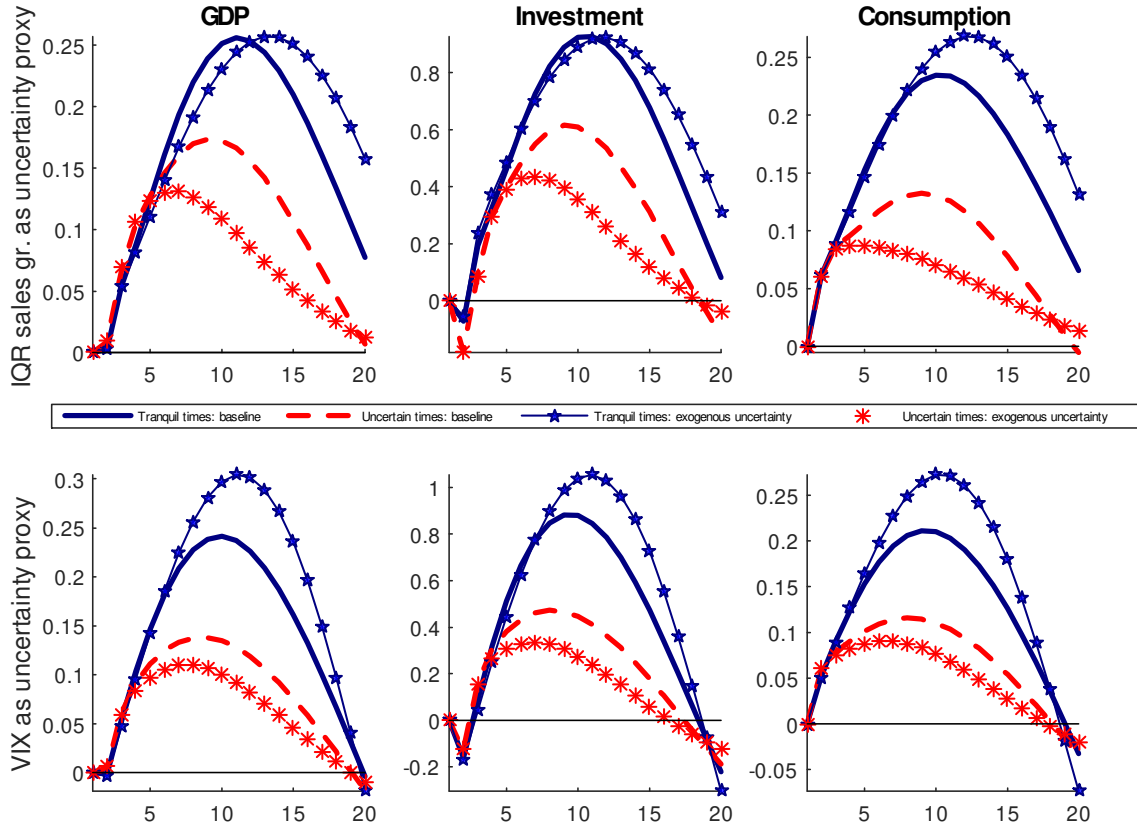 GDP Investment Consumption
IQR sales gr. as uncertainty proxy
0.25 0.2 0.15 0.1 0.05 0
5 10 15 20
0.8 0.6 0.4 0.2 0
5 10 15 20
0.25 0.2 0.15 0.1 0.05 0
5 10 15 20
Tranquil times: baseline Uncertain times: baseline Tranquil times: exogenous uncertainty Uncertain times: exogenous uncertainty
VIX as uncertainty proxy
0.3 0.25 0.2 0.15 0.1 0.05 0
5 10 15 20
1 0.8 0.6 0.4 0.2 0 -0.2
5 10 15 20
0.25 0.2 0.15 0.1 0.05 0 -0.05
5 10 15 20